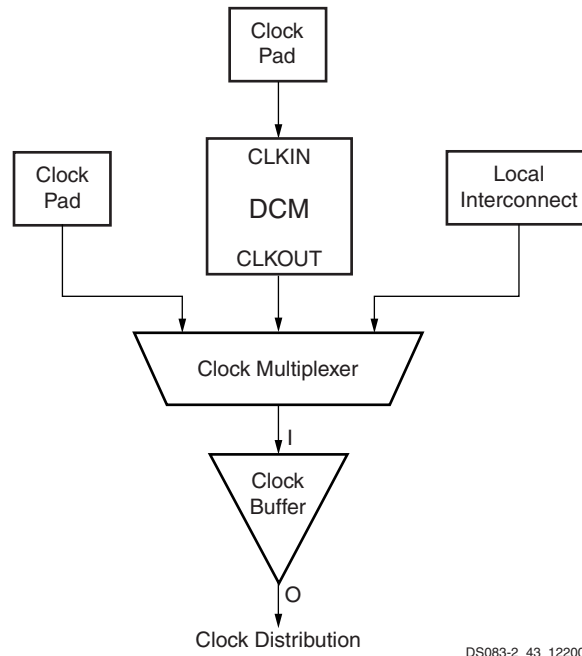 Clock
Pad
Clock
Pad
CLKIN
DCM
CLKOUT
Local
Interconnect
Clock Multiplexer
I
Clock
Buffer
O
Clock Distribution